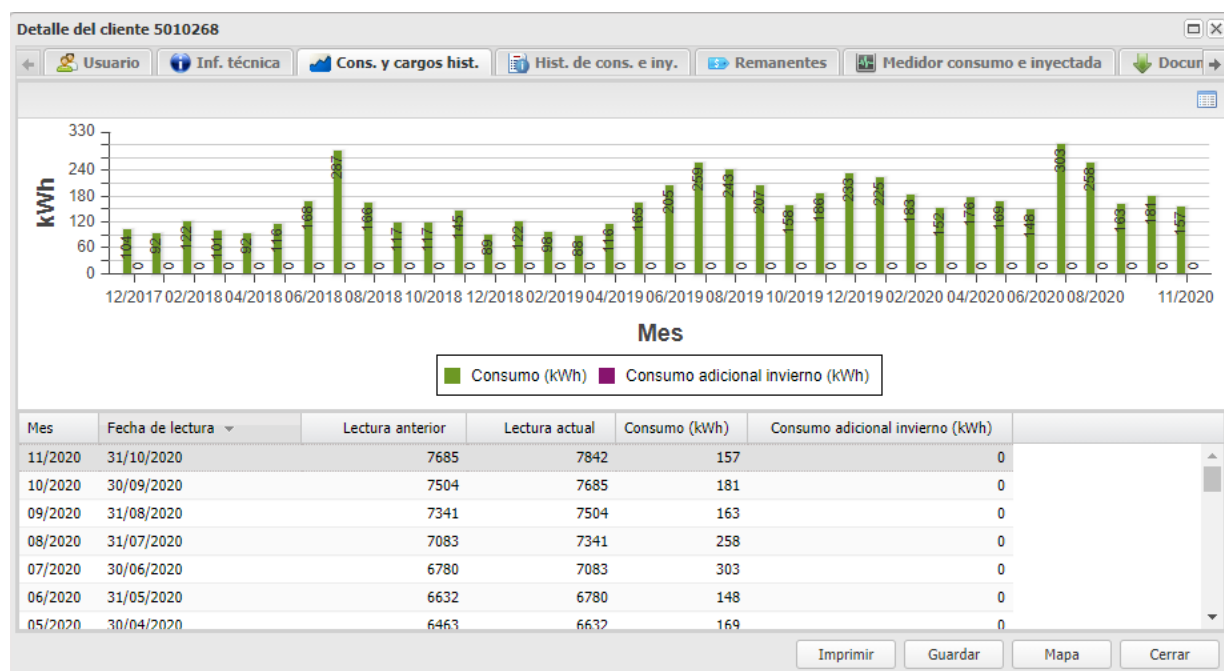 Detalle del cliente 5010268
Usuario Inf. técnica Cons. y cargos hist. Hist. de cons. e iny. Remanentes Medidor consumo e inyectada Docum
kWh
330
240
180
120
60
0
104 0 92 0 122 0 101 0 92 0 116 0 168 0 287 0 166 0 117 0 117 0 145 0 89 0 122 0 98 0 88 0 116 0 165 0 205 0 259 0 243 0 207 0 158 0 186 0 233 0 225 0 183 0 152 0 176 0 169 0 148 0 303 0 258 0 163 0 181 0 157 0
12/2017 02/2018 04/2018 06/2018 08/2018 10/2018 12/2018 02/2019 04/2019 06/2019 08/2019 10/2019 12/2019 02/2020 04/2020 06/2020 08/2020 11/2020
Mes
Consumo (kWh) Consumo adicional invierno (kWh)
Mes Fecha de lectura Lectura anterior Lectura actual Consumo (kWh) Consumo adicional invierno (kWh)
11/2020 31/10/2020 7685 7842 157 0
10/2020 30/09/2020 7504 7685 181 0
09/2020 31/08/2020 7341 7504 163 0
08/2020 31/07/2020 7083 7341 258 0
07/2020 30/06/2020 6780 7083 303 0
06/2020 31/05/2020 6632 6780 148 0
05/2020 30/04/2020 6463 6632 169 0
Imprimir Guardar Mapa Cerrar